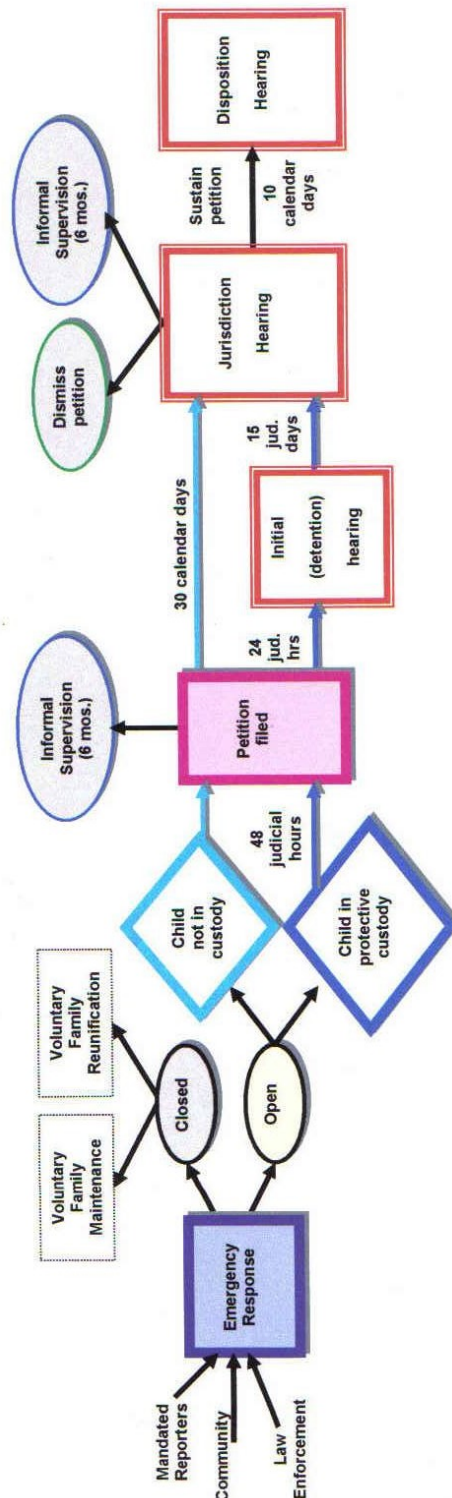 Mandated
Reporters
Community
Law
Enforcement
Emergency
Response
Voluntary
Family
Maintenance
Voluntary
Family
Reunification
Closed
Open
Child
not in
custody
Child in
protective
custody
48
judicial
hours
Informal
Supervision
(6 mos.)
Petition
filed
30 calendar days
24
jud.
hrs
Initial
(detention)
hearing
15
jud.
days
Dismiss
petition
Informal
Supervision
(6 mos.)
Jurisdiction
Hearing
Sustain
petition
10
calendar
days
Disposition
Hearing